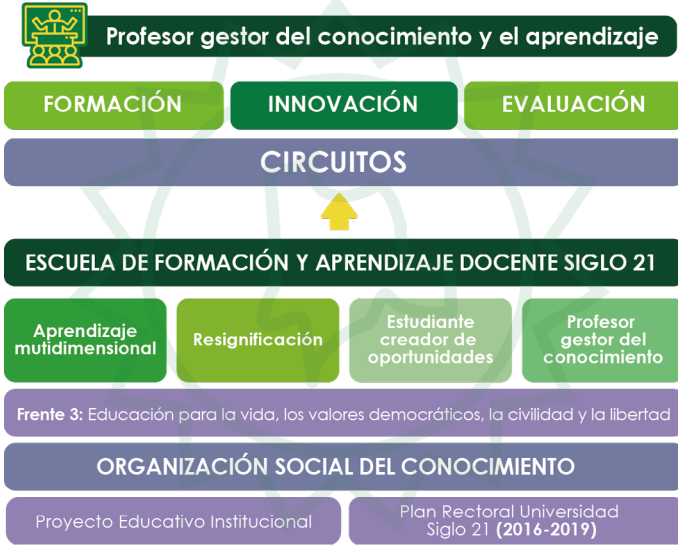 Profesor gestor del conocimiento y el aprendizaje
FORMACIÓN
INNOVACIÓN
EVALUACIÓN
CIRCUITOS
ESCUELA DE FORMACIÓN Y APRENDIZAJE DOCENTE SIGLO 21
Aprendizaje
mutidimensional
Resignificación
Estudiante
creador de
oportunidades
Profesor
gestor del
conocimiento
Frente 3: Educación para la vida, los valores democráticos, la civilidad y la libertad
ORGANIZACIÓN SOCIAL DEL CONOCIMIENTO
Proyecto Educativo Institucional
Plan Rectoral Universidad
Siglo 21 (2016-2019)